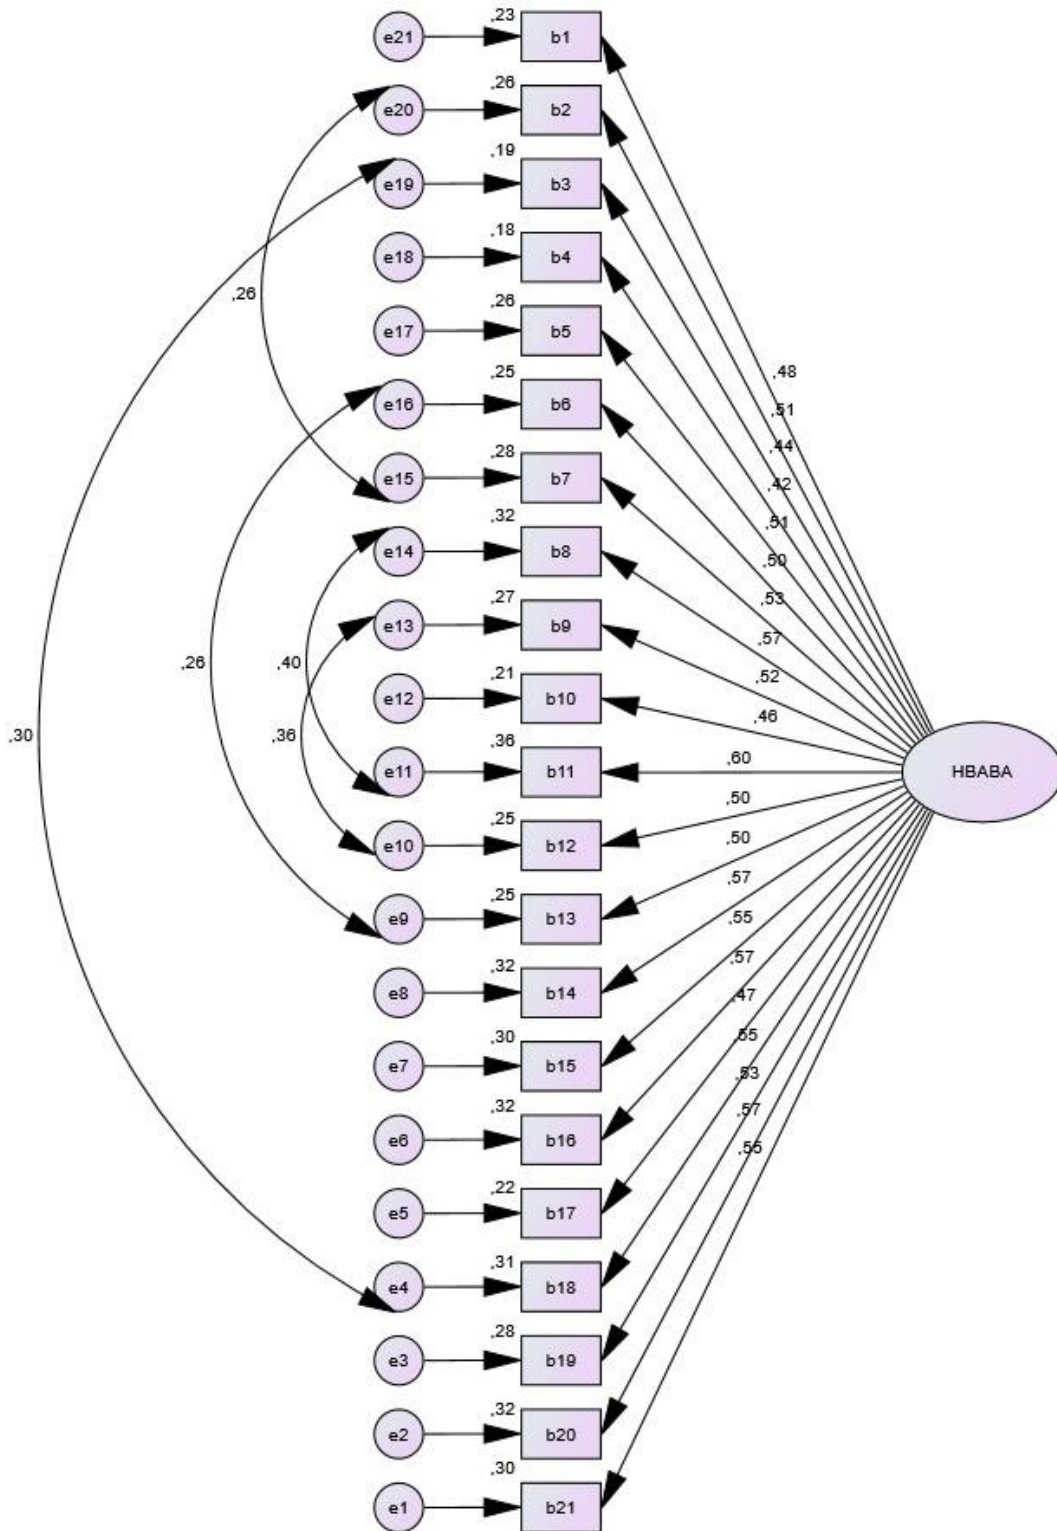 ,23
e21 b1
,26
e20 b2
,19
e19 b3
,18
e18 b4
,26
,26
e17 b5
,25
,48
e16 b6
,51
,28
,44
e15 b7
,42
,32
,51
e14 b8
,50
,27
,53
e13 b9
,57
,26 ,40
,21 ,52
e12 b10
,46
,30 ,36
,36 ,60
e11 b11 HBABA
,25 ,50
e10 b12
,50
,25
,57
e9 b13
,55
,32
,57
e8 b14
,47
,30
,55
e7 b15
,53
,32
,57
e6 b16
,55
,22
e5 b17
,31
e4 b18
,28
e3 b19
,32
e2 b20
,30
e1 b21